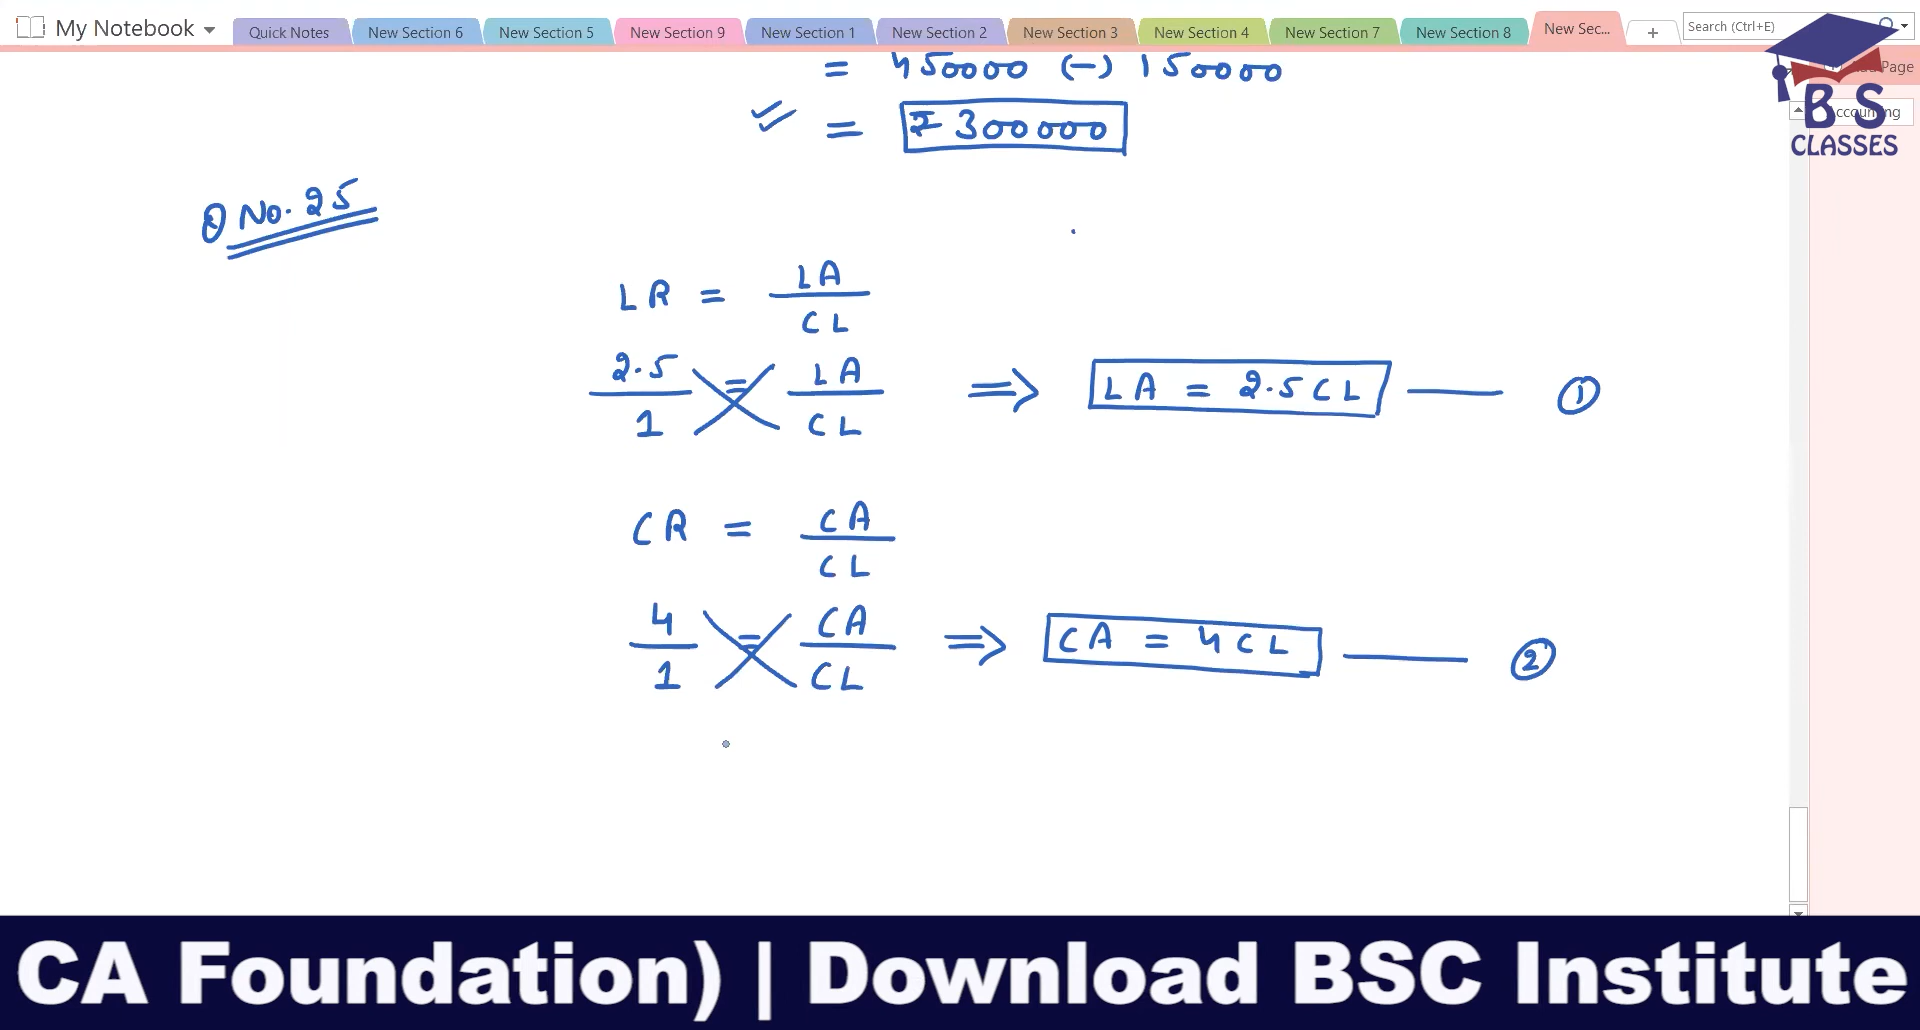 My Notebook
Quick Notes
New Section 6
New Section 5
New Section 9
New Section 1
New Section 2
New Section 3
New Section 4
New Section 7
New Section 8
New Sec...
+
Search (Ctrl+E)
Page
BS
CLASSES
= 450000 (-) 150000
= ₹300000
Q No. 25
LR = LA/CL
2.5/1 = LA/CL ⇒ LA = 2.5CL — ①
CR = CA/CL
4/1 = CA/CL ⇒ CA = 4CL — ②
CA Foundation) | Download BSC Institute